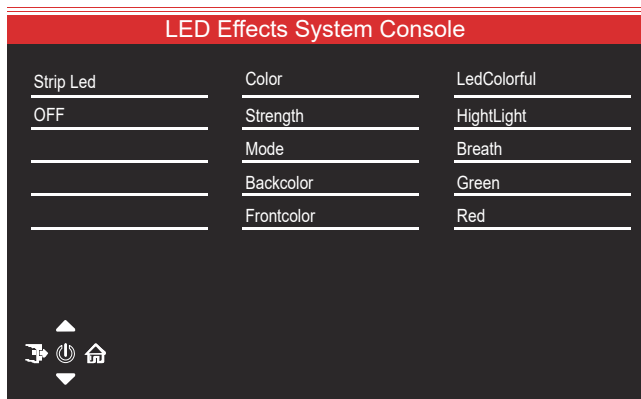 LED Effects System Console
Strip Led Color LedColorful
OFF Strength HightLight
Mode Breath
Backcolor Green
Frontcolor Red